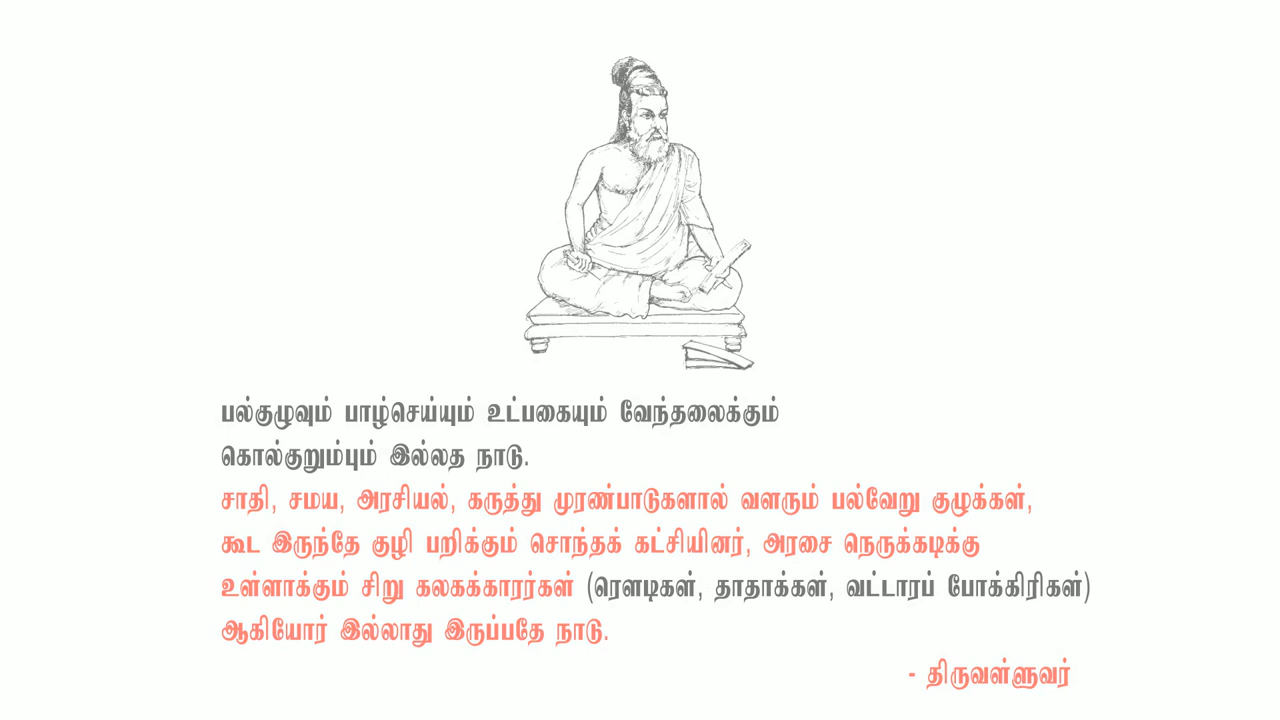 பல்குழுவும் பாழ்செய்யும் உட்பகையும் வேந்தலைக்கும்
கொல்குறும்பும் இல்லத நாடு.
சாதி, சமய, அரசியல், கருத்து முரண்பாடுகளால் வளரும் பல்வேறு குழுக்கள்,
கூட இருந்தே குழி பறிக்கும் சொந்தக் கட்சியினர், அரசை நெருக்கடிக்கு
உள்ளாக்கும் சிறு கலகக்காரர்கள் (ரௌடிகள், தாதாக்கள், வட்டாரப் போக்கிரிகள்)
ஆகியோர் இல்லாது இருப்பதே நாடு.
- திருவள்ளுவர்